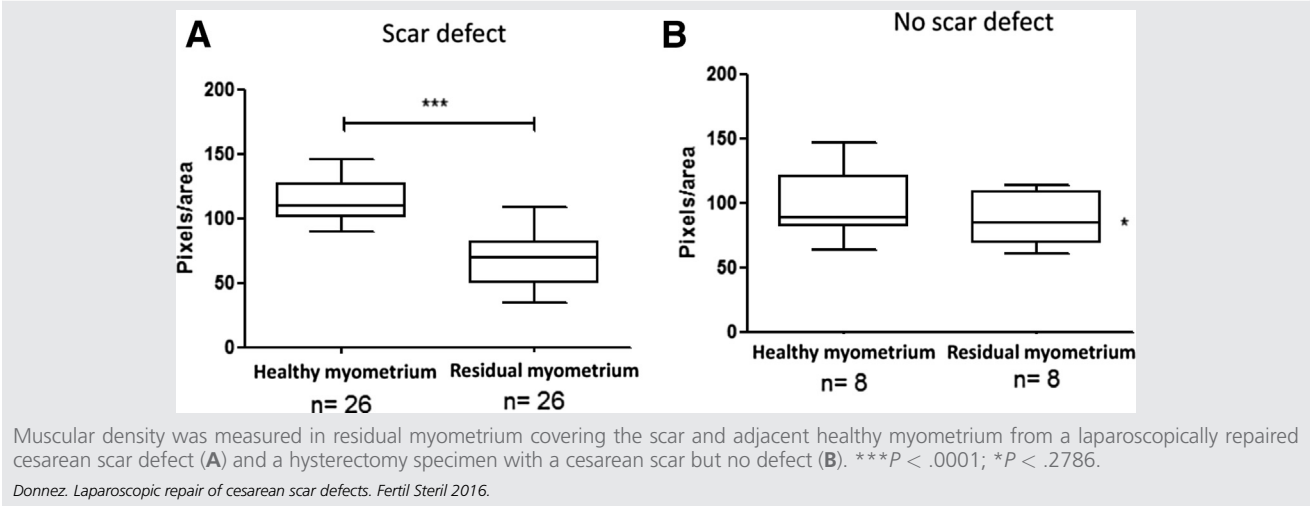 A
Scar defect
200
150
100
50
0
Pixels/area
***
Healthy myometrium
n= 26
Residual myometrium
n= 26
B
No scar defect
200
150
100
50
0
Pixels/area
*
Healthy myometrium
n= 8
Residual myometrium
n= 8
Muscular density was measured in residual myometrium covering the scar and adjacent healthy myometrium from a laparoscopically repaired
cesarean scar defect (A) and a hysterectomy specimen with a cesarean scar but no defect (B). ***P < .0001; *P < .2786.
Donnez. Laparoscopic repair of cesarean scar defects. Fertil Steril 2016.